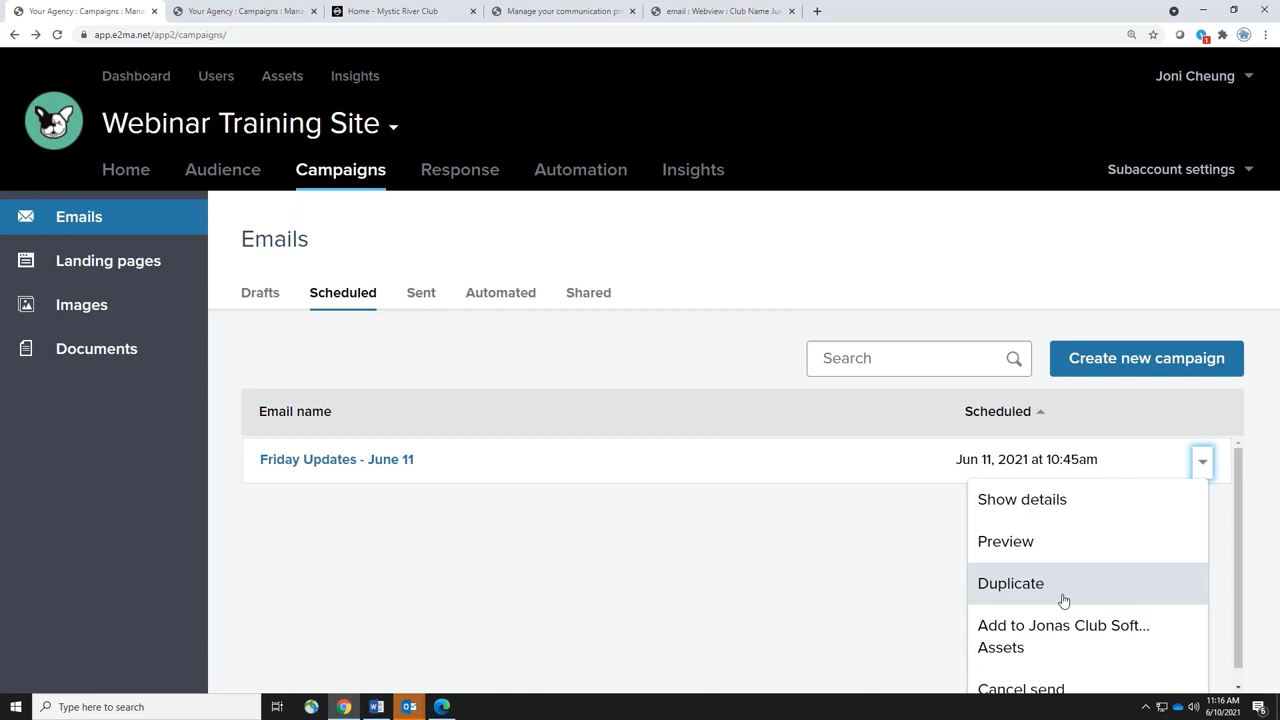 Your Agency : Campaigns : Mana
Your Agency : Campaigns : Mana
Home - Mystic River Club
Manage your communication pr
email : Webview : Club Name Jun
app.e2ma.net/app2/campaigns/
1
Dashboard
Users
Assets
Insights
Joni Cheung
Webinar Training Site
Home
Audience
Campaigns
Response
Automation
Insights
Subaccount settings
Emails
Landing pages
Images
Documents
Emails
Drafts
Scheduled
Sent
Automated
Shared
Search
Create new campaign
Email name
Scheduled
Friday Updates - June 11
Jun 11, 2021 at 10:45am
Show details
Preview
Duplicate
Add to Jonas Club Soft...
Assets
Cancel send
Type here to search
11:16 AM
6/10/2021
6